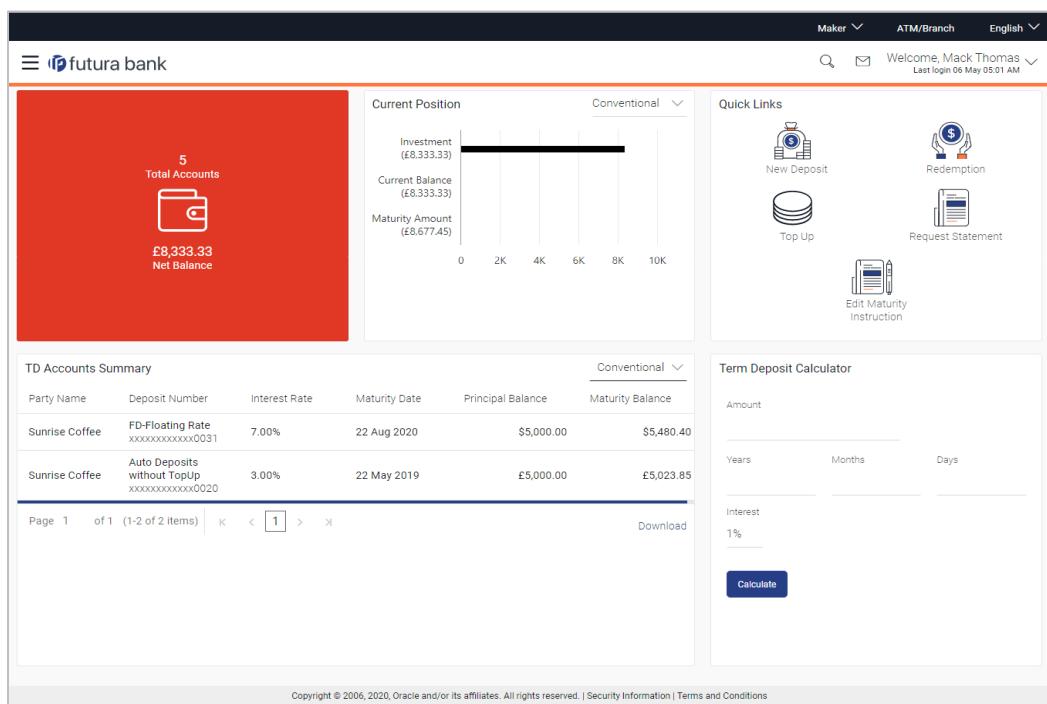 Maker ATM/Branch English
futura bank
Welcome, Mack Thomas
Last login 06 May 05:01 AM
5
Total Accounts
£8,333.33
Net Balance
Current Position Conventional
Investment
(£8,333.33)
Current Balance
(£8,333.33)
Maturity Amount
(£8,677.45)
0 2K 4K 6K 8K 10K
Quick Links
New Deposit Redemption
Top Up Request Statement
Edit Maturity
Instruction
TD Accounts Summary Conventional
Party Name Deposit Number Interest Rate Maturity Date Principal Balance Maturity Balance
Sunrise Coffee FD-Floating Rate 7.00% 22 Aug 2020 $5,000.00 $5,480.40
xxxxxxxxxxxx0031
Sunrise Coffee Auto Deposits
without TopUp 3.00% 22 May 2019 £5,000.00 £5,023.85
xxxxxxxxxxxx0020
Page 1 of 1 (1-2 of 2 items) 1
Download
Term Deposit Calculator
Amount
Years Months Days
Interest
1%
Calculate
Copyright © 2006, 2020, Oracle and/or its affiliates. All rights reserved. | Security Information | Terms and Conditions